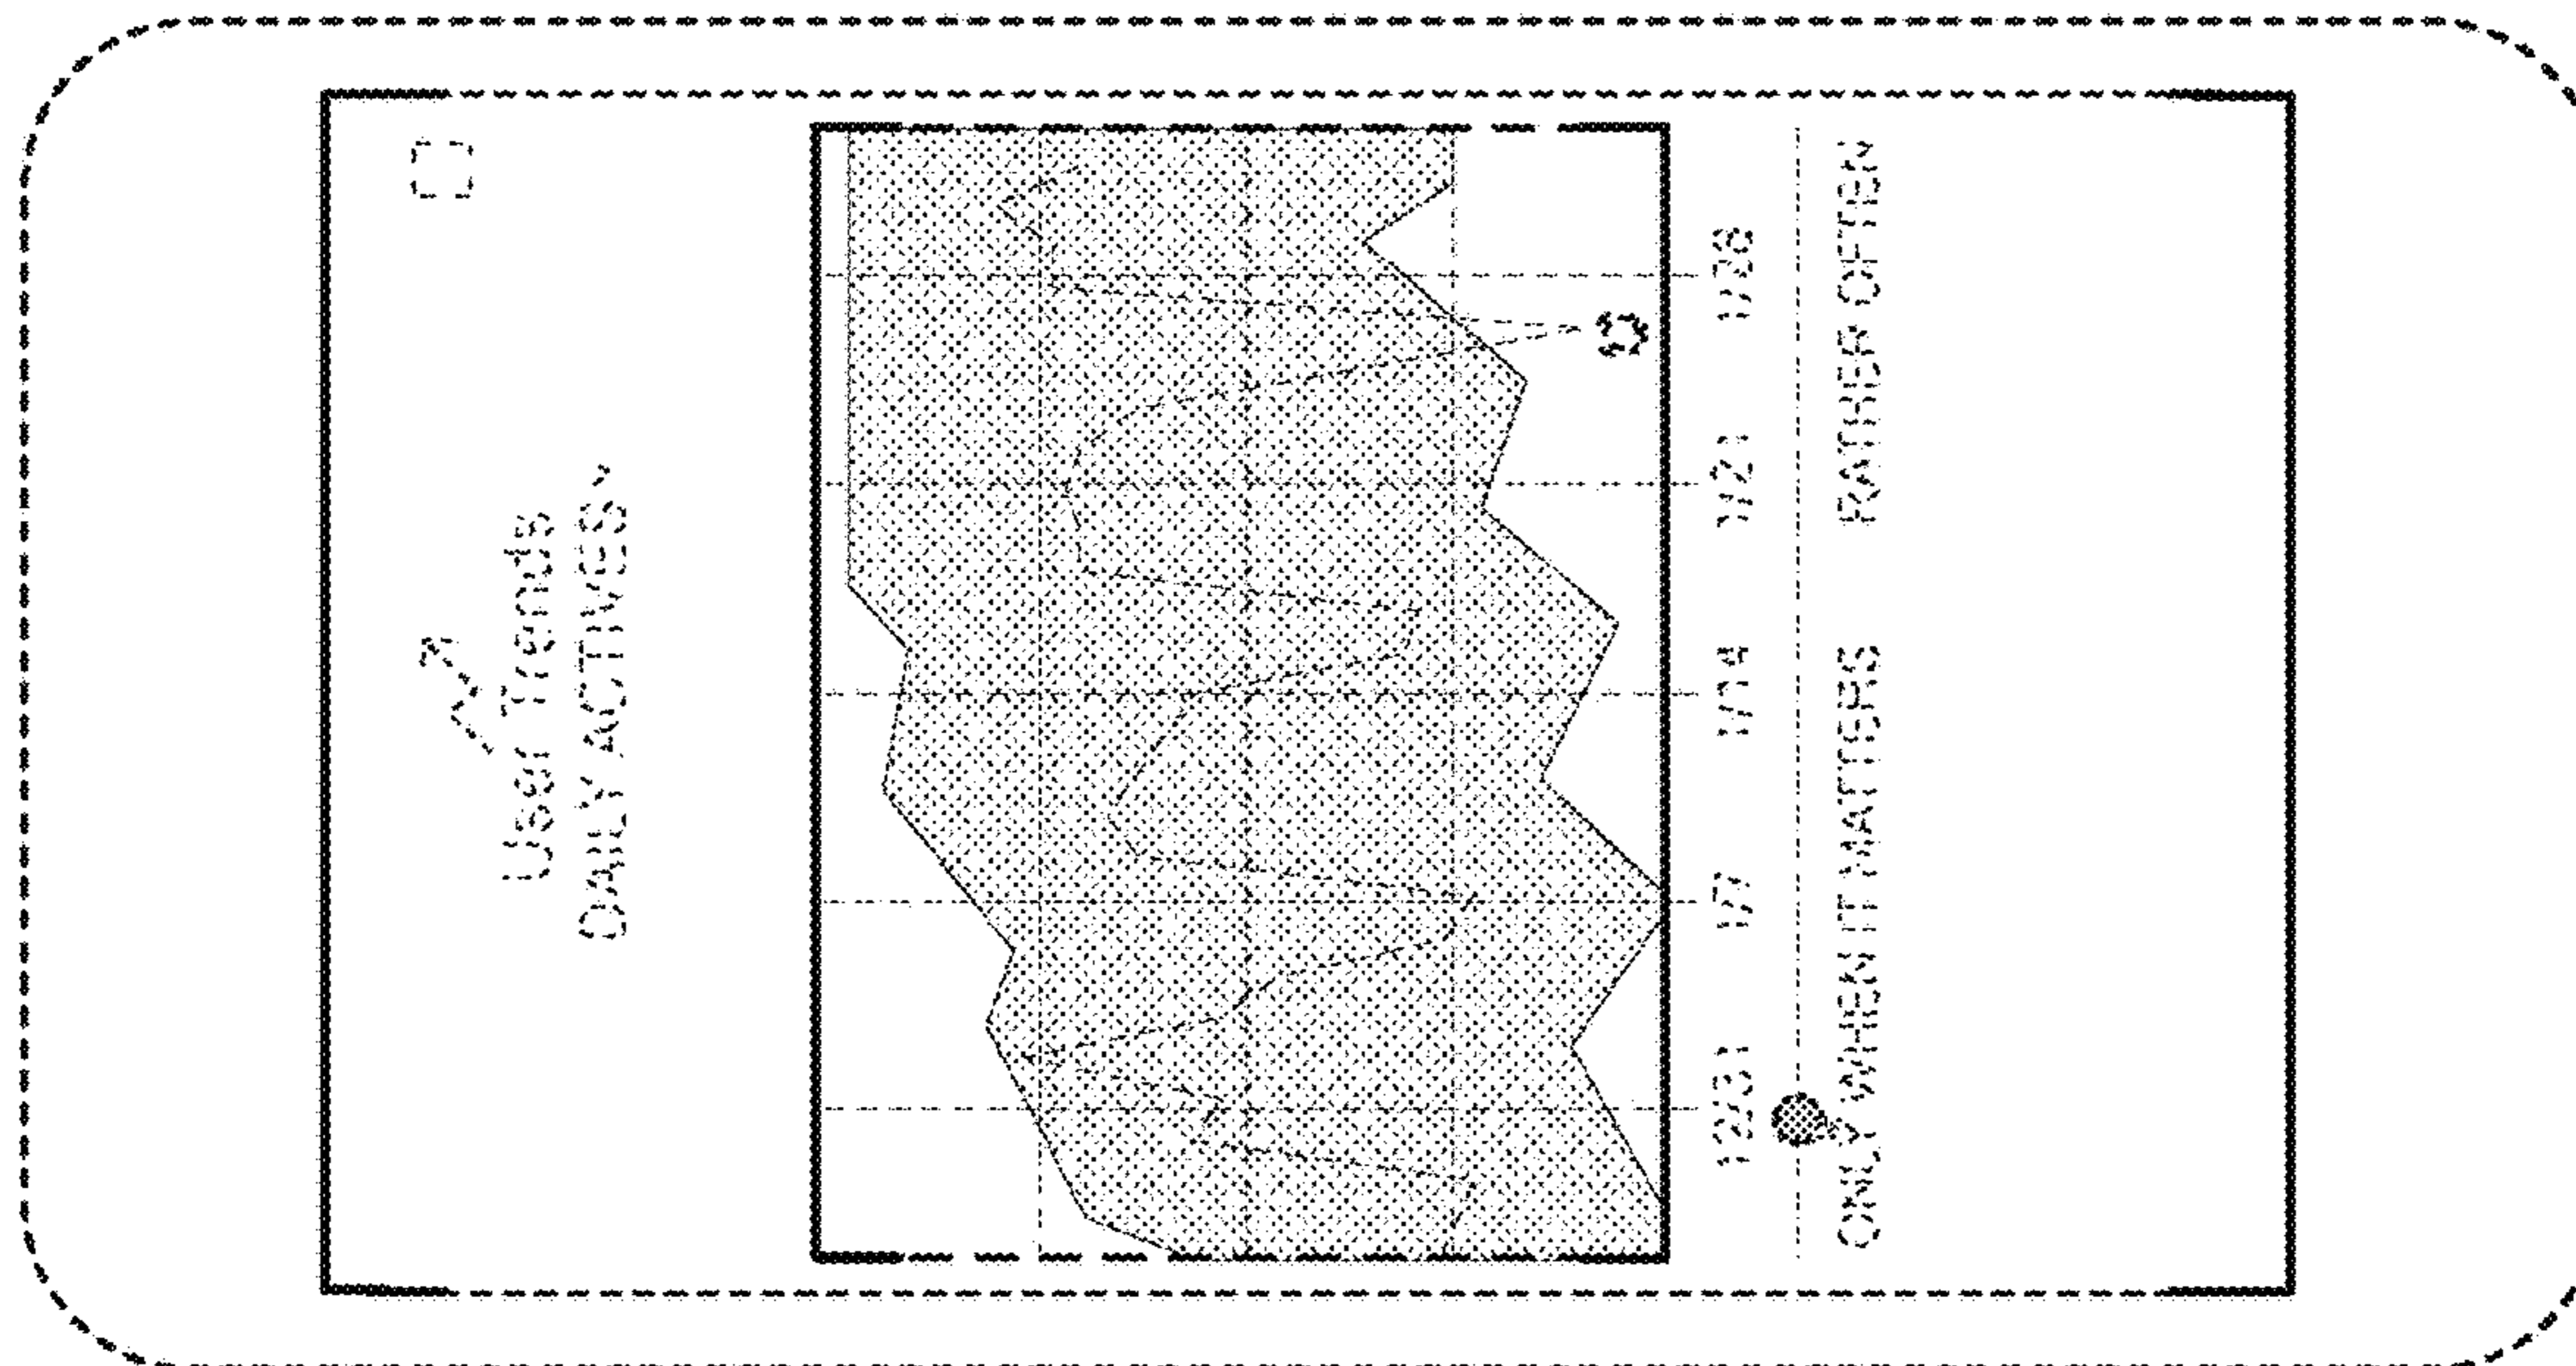 User Trends
DAILY ACTIVES
12/31 1/7 1/14 1/21 1/28
ONLY WHEN IT MATTERS RATHER OFTEN